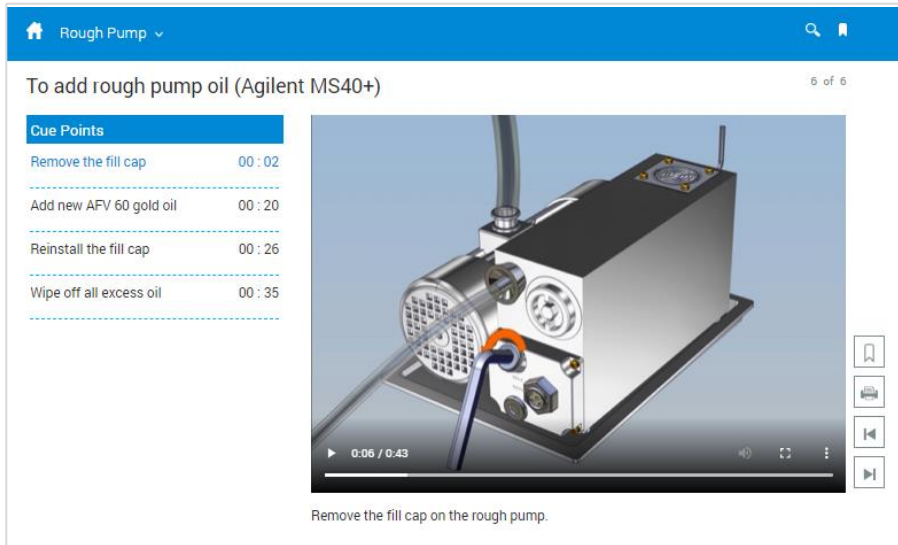 Rough Pump
To add rough pump oil (Agilent MS40+)
6 of 6
Cue Points
Remove the fill cap 00 : 02
Add new AFV 60 gold oil 00 : 20
Reinstall the fill cap 00 : 26
Wipe off all excess oil 00 : 35
0:06 / 0:43
Remove the fill cap on the rough pump.